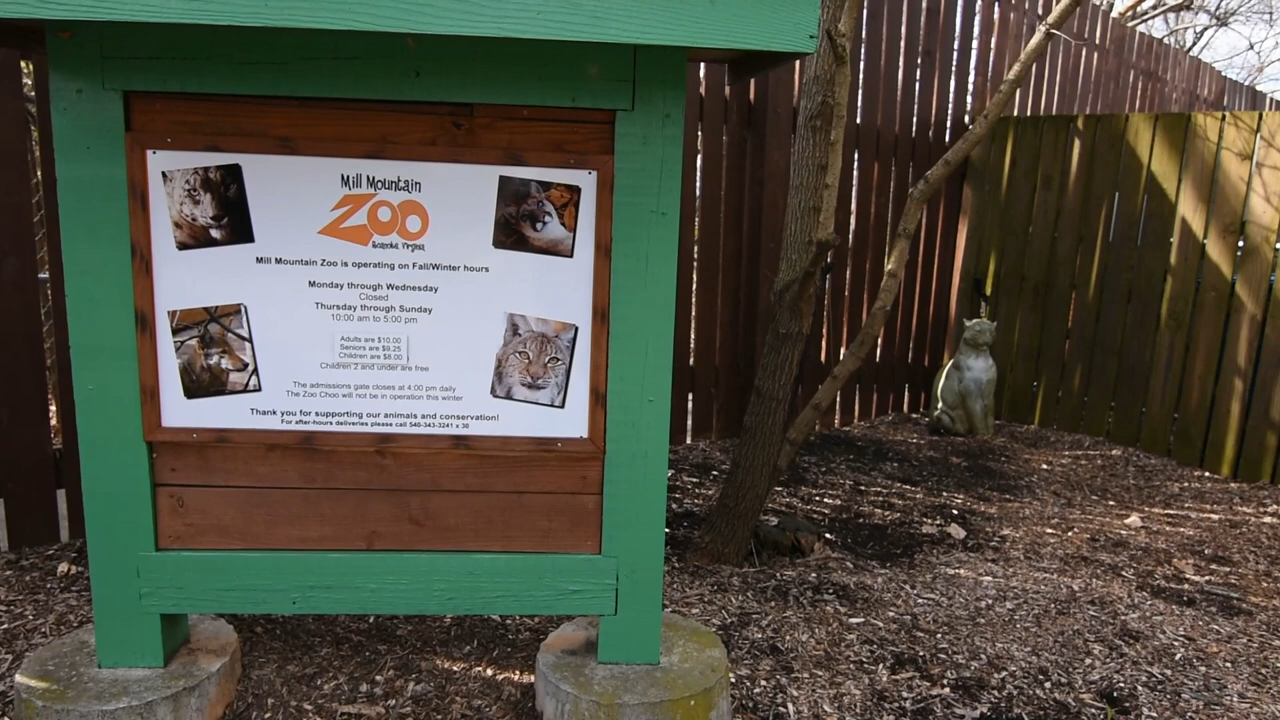 Mill Mountain
ZOO
Roanoke, Virginia
Mill Mountain Zoo is operating on Fall/Winter hours
Monday through Wednesday
Closed
Thursday through Sunday
10:00 am to 5:00 pm
Adults are $10.00
Seniors are $9.25
Children are $8.00
Children 2 and under are free
The admissions gate closes at 4:00 pm daily
The Zoo Choo will not be in operation this winter
Thank you for supporting our animals and conservation!
For after-hours deliveries please call 540-343-3241 x 30